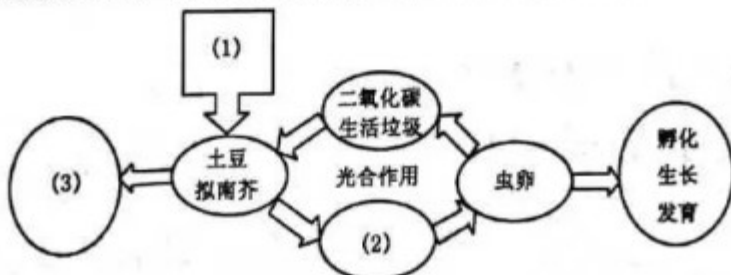 (1)
二氧化碳
生活垃圾
土豆
拟南芥
光合作用
虫卵
孵化
生长
发育
(3)
(2)